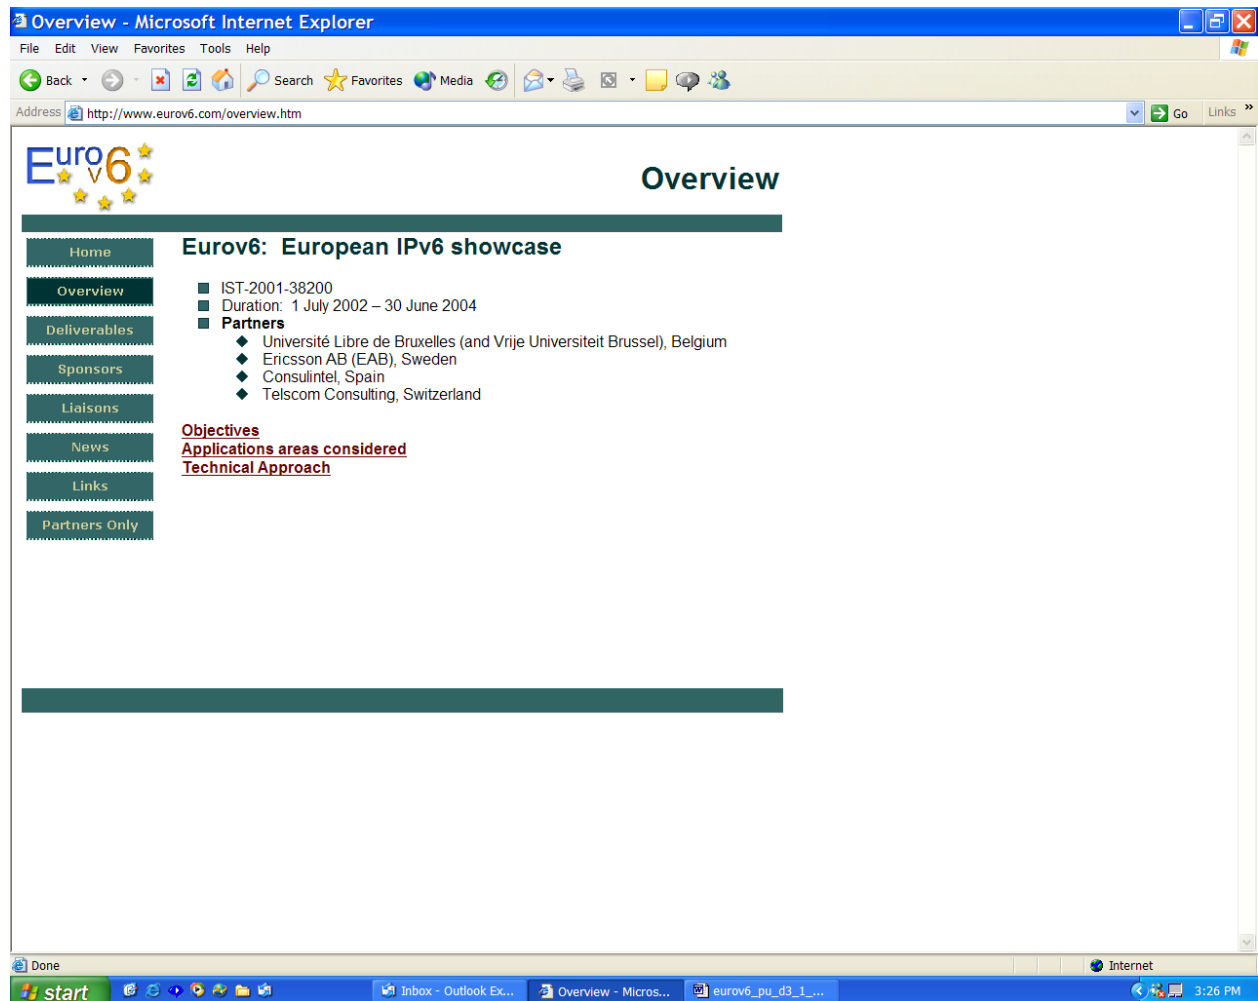 Overview - Microsoft Internet Explorer
File Edit View Favorites Tools Help
Back Search Favorites Media
Address http://www.eurov6.com/overview.htm Go Links »
Euro v6
Overview
Home
Overview
Deliverables
Sponsors
Liaisons
News
Links
Partners Only
Eurov6: European IPv6 showcase
IST-2001-38200
Duration: 1 July 2002 – 30 June 2004
Partners
Université Libre de Bruxelles (and Vrije Universiteit Brussel), Belgium
Ericsson AB (EAB), Sweden
Consulintel, Spain
Telscom Consulting, Switzerland
Objectives
Applications areas considered
Technical Approach
Done Internet
start Inbox - Outlook Ex... Overview - Micros... eurov6_pu_d3_1_... 3:26 PM